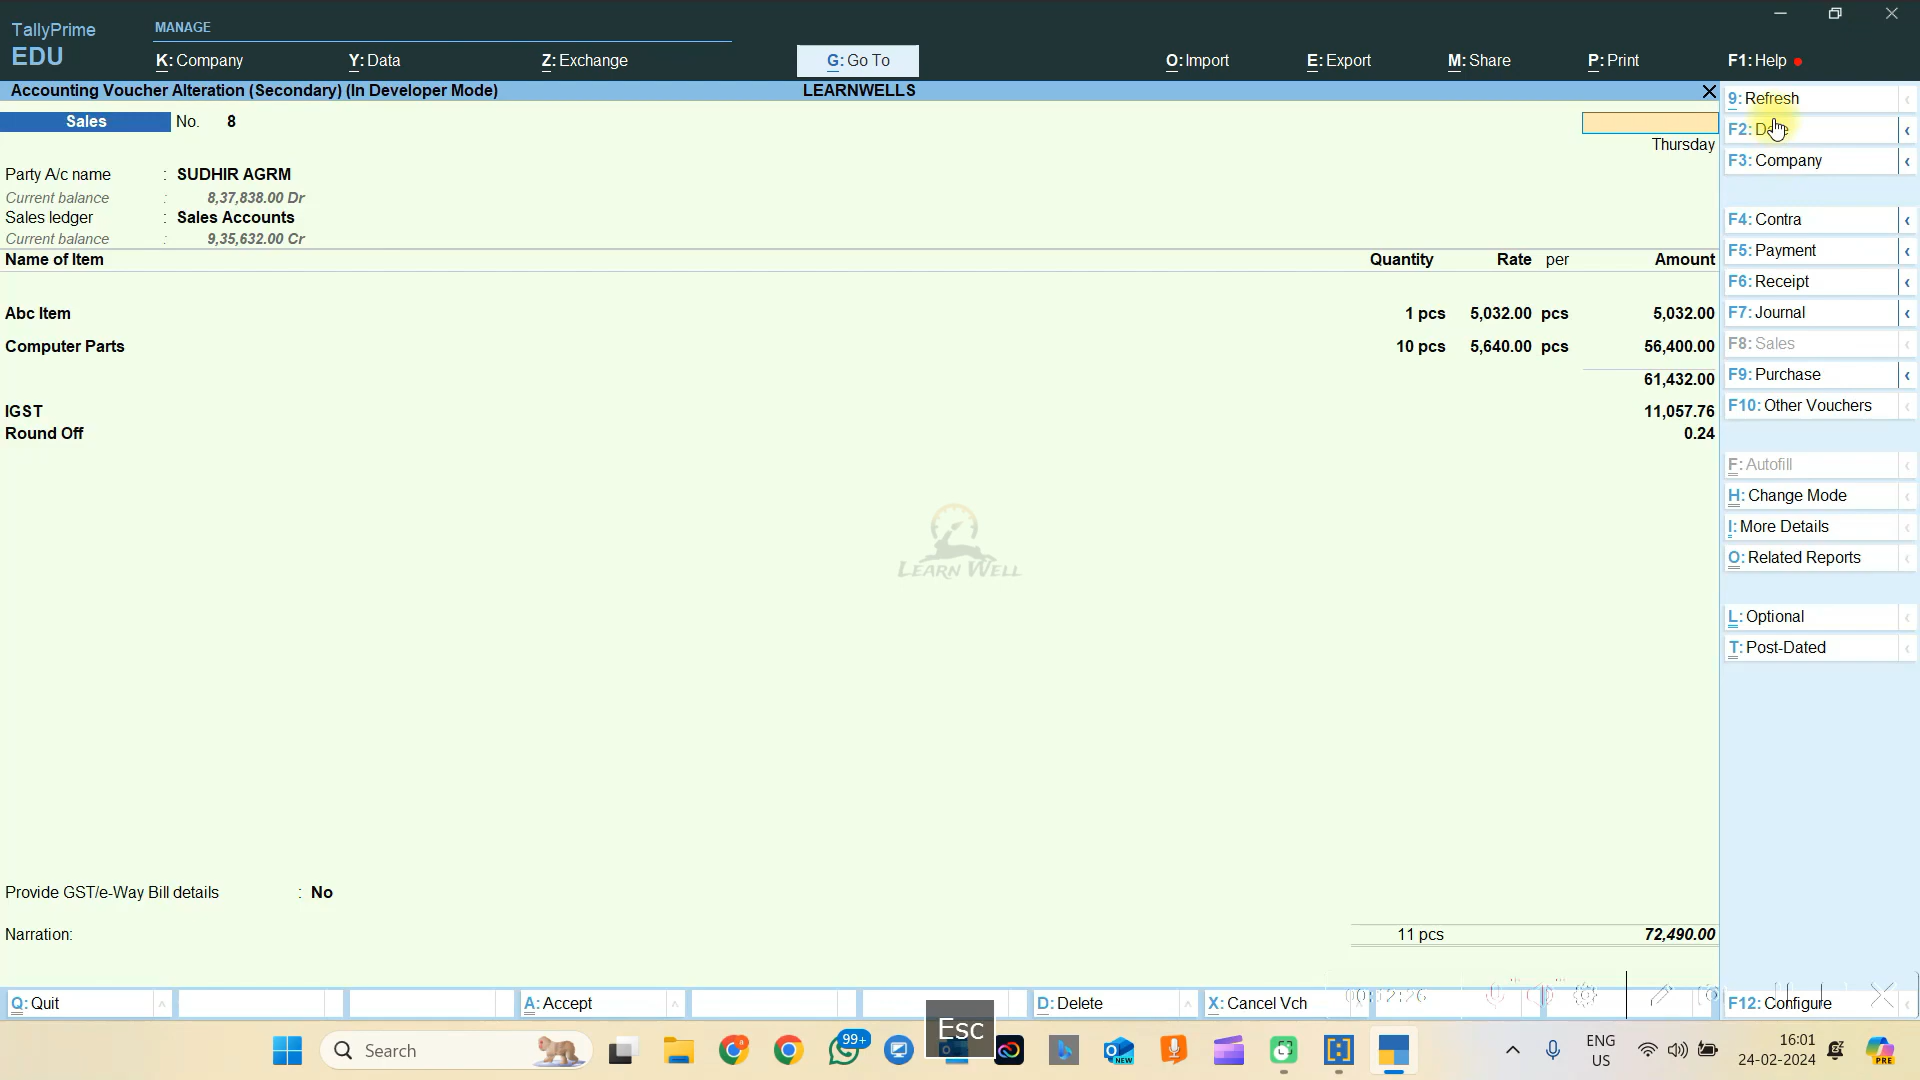 TallyPrime
EDU
MANAGE
K: Company
Y: Data
Z: Exchange
G: Go To
O: Import
E: Export
M: Share
P: Print
F1: Help
Accounting Voucher Alteration (Secondary) (In Developer Mode)
LEARNWELLS
Sales No. 8
Thursday
Party A/c name : SUDHIR AGRM
Current balance : 8,37,838.00 Dr
Sales ledger : Sales Accounts
Current balance : 9,35,632.00 Cr
Name of Item Quantity Rate per Amount
Abc Item 1 pcs 5,032.00 pcs 5,032.00
Computer Parts 10 pcs 5,640.00 pcs 56,400.00
61,432.00
IGST 11,057.76
Round Off 0.24
LEARN WELL
Provide GST/e-Way Bill details : No
Narration: 11 pcs 72,490.00
9: Refresh
F2: Date
F3: Company
F4: Contra
F5: Payment
F6: Receipt
F7: Journal
F8: Sales
F9: Purchase
F10: Other Vouchers
F: Autofill
H: Change Mode
I: More Details
O: Related Reports
L: Optional
T: Post-Dated
Q: Quit
A: Accept
D: Delete
X: Cancel Vch
F12: Configure
Esc
Search
99+
NEW
ENG
US
16:01
24-02-2024
PRE